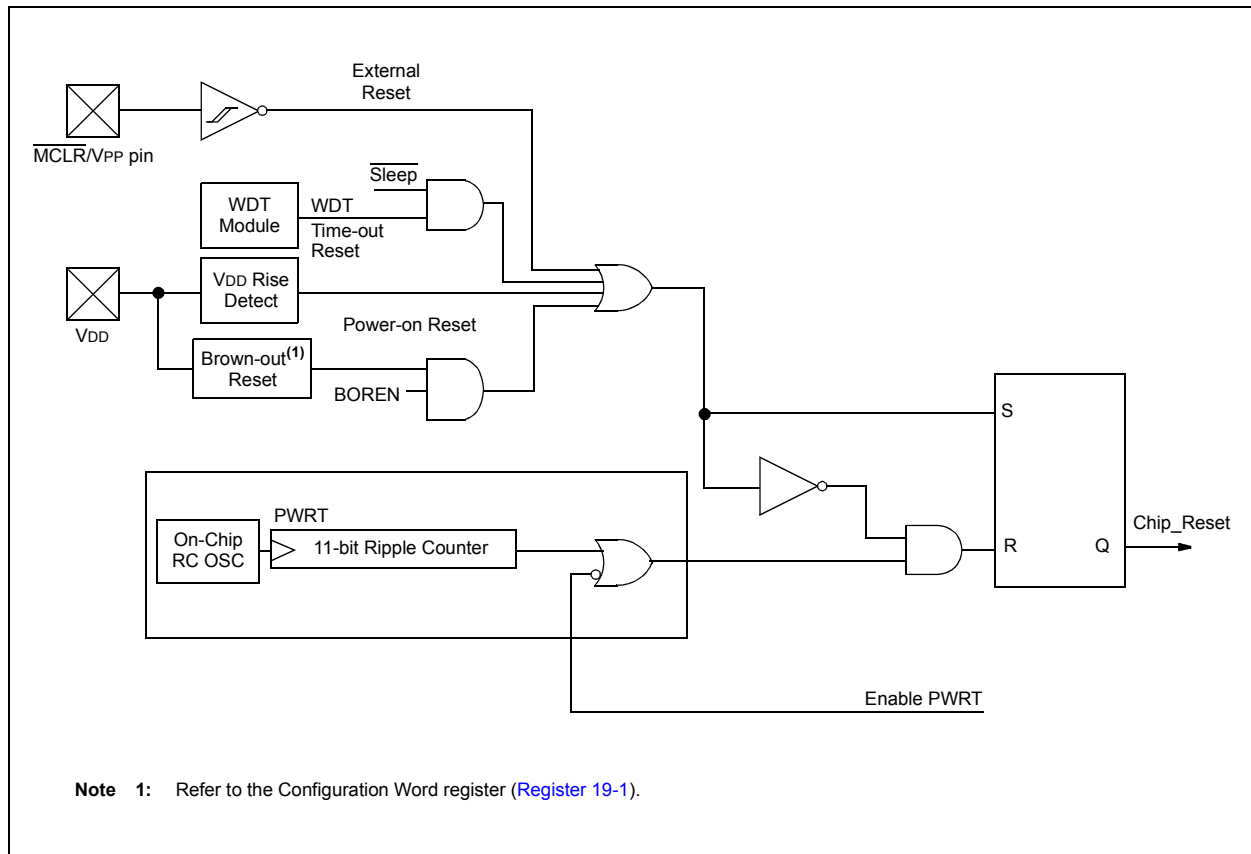 External
Reset
MCLR/VPP pin
Sleep
WDT
Module
WDT
Time-out
Reset
VDD Rise
Detect
VDD
Power-on Reset
Brown-out(1)
Reset
BOREN
S
PWRT
On-Chip
RC OSC
11-bit Ripple Counter
R
Q
Chip_Reset
Enable PWRT
Note 1: Refer to the Configuration Word register (Register 19-1).